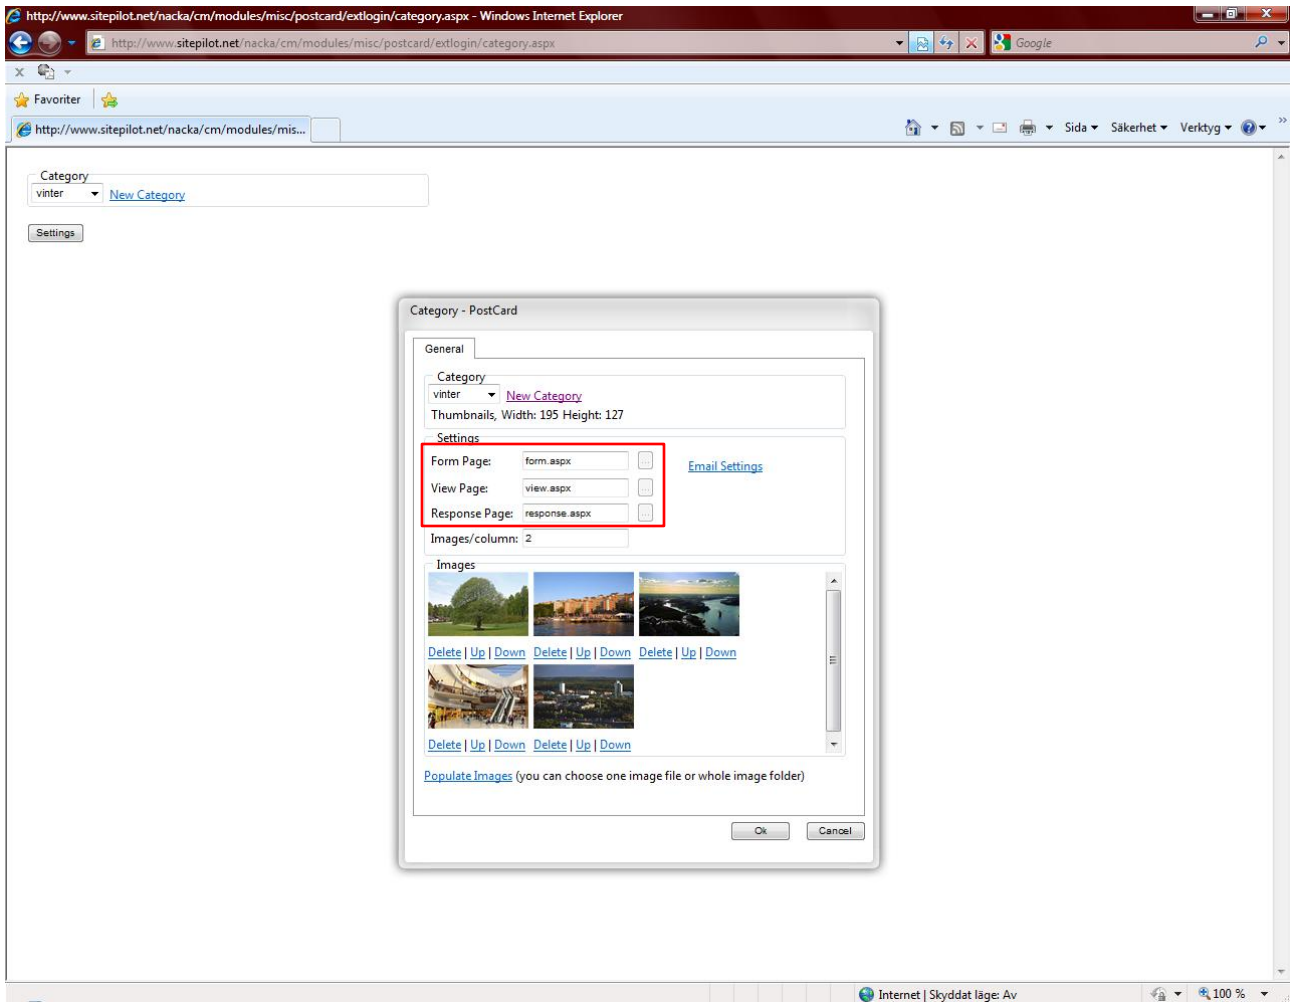 http://www.sitepilot.net/nacka/cm/modules/misc/postcard/extlogin/category.aspx - Windows Internet Explorer
http://www.sitepilot.net/nacka/cm/modules/misc/postcard/extlogin/category.aspx
Google
Favoriter
http://www.sitepilot.net/nacka/cm/modules/mis...
Sida Säkerhet Verktyg
Category
vinter New Category
Settings
Category - PostCard
General
Category
vinter New Category
Thumbnails, Width: 195 Height: 127
Settings
Form Page: form.aspx ... Email Settings
View Page: view.aspx ...
Response Page: response.aspx ...
Images/column: 2
Images
Delete | Up | Down Delete | Up | Down Delete | Up | Down
Delete | Up | Down Delete | Up | Down
Populate Images (you can choose one image file or whole image folder)
Ok Cancel
Internet | Skyddat läge: Av 100 %